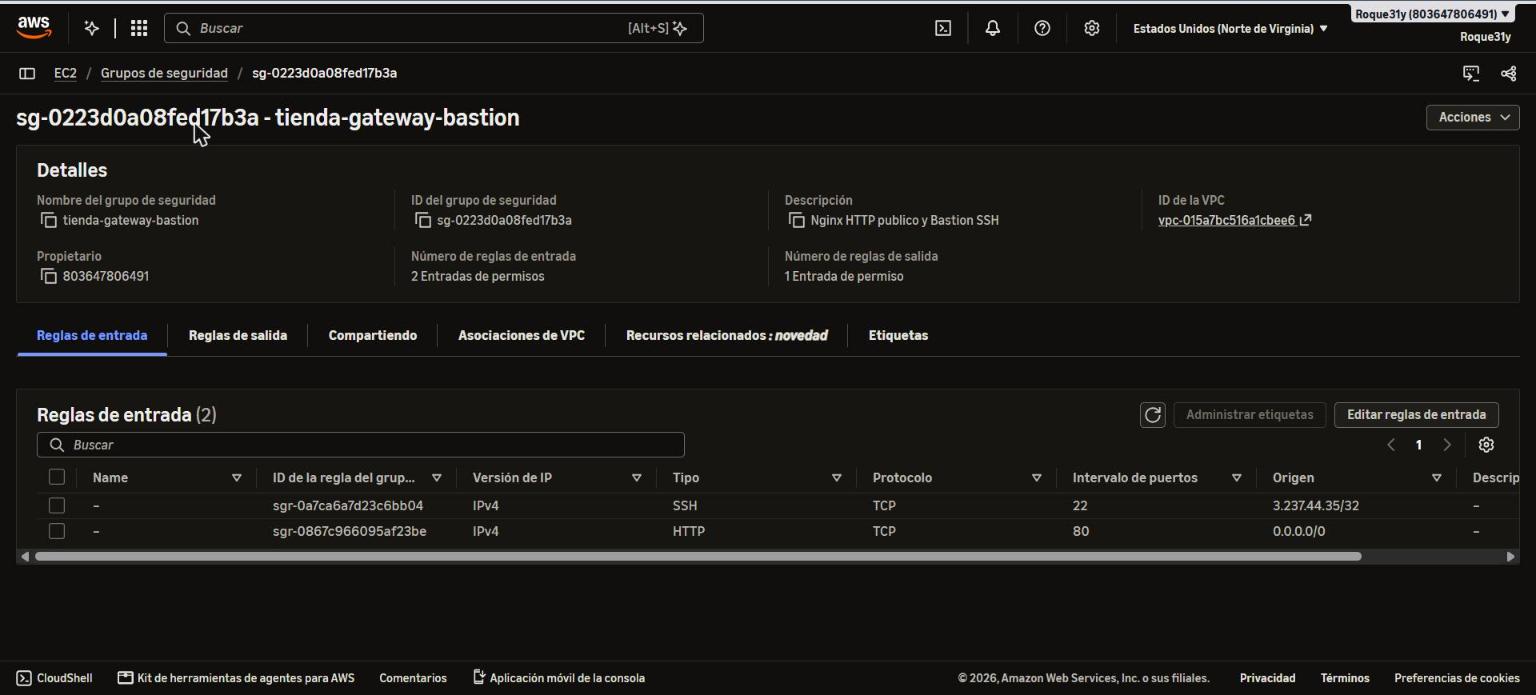 aws Buscar [Alt+S] Estados Unidos (Norte de Virginia) ▼ Roque31y (803647806491) ▼
Roque31y
EC2 / Grupos de seguridad / sg-0223d0a08fed17b3a
sg-0223d0a08fed17b3a - tienda-gateway-bastion Acciones
Detalles
Nombre del grupo de seguridad ID del grupo de seguridad Descripción ID de la VPC
tienda-gateway-bastion sg-0223d0a08fed17b3a Nginx HTTP publico y Bastion SSH vpc-015a7bc516a1cbee6
Propietario Número de reglas de entrada Número de reglas de salida
803647806491 2 Entradas de permisos 1 Entrada de permiso
Reglas de entrada Reglas de salida Compartiendo Asociaciones de VPC Recursos relacionados : novedad Etiquetas
Reglas de entrada (2) Administrar etiquetas Editar reglas de entrada
Buscar 1
Name ID de la regla del grup... Versión de IP Tipo Protocolo Intervalo de puertos Origen Descrip
- sgr-0a7ca6a7d23c6bb04 IPv4 SSH TCP 22 3.237.44.35/32 -
- sgr-0867c966095af23be IPv4 HTTP TCP 80 0.0.0.0/0 -
CloudShell Kit de herramientas de agentes para AWS Comentarios Aplicación móvil de la consola © 2026, Amazon Web Services, Inc. o sus filiales. Privacidad Términos Preferencias de cookies